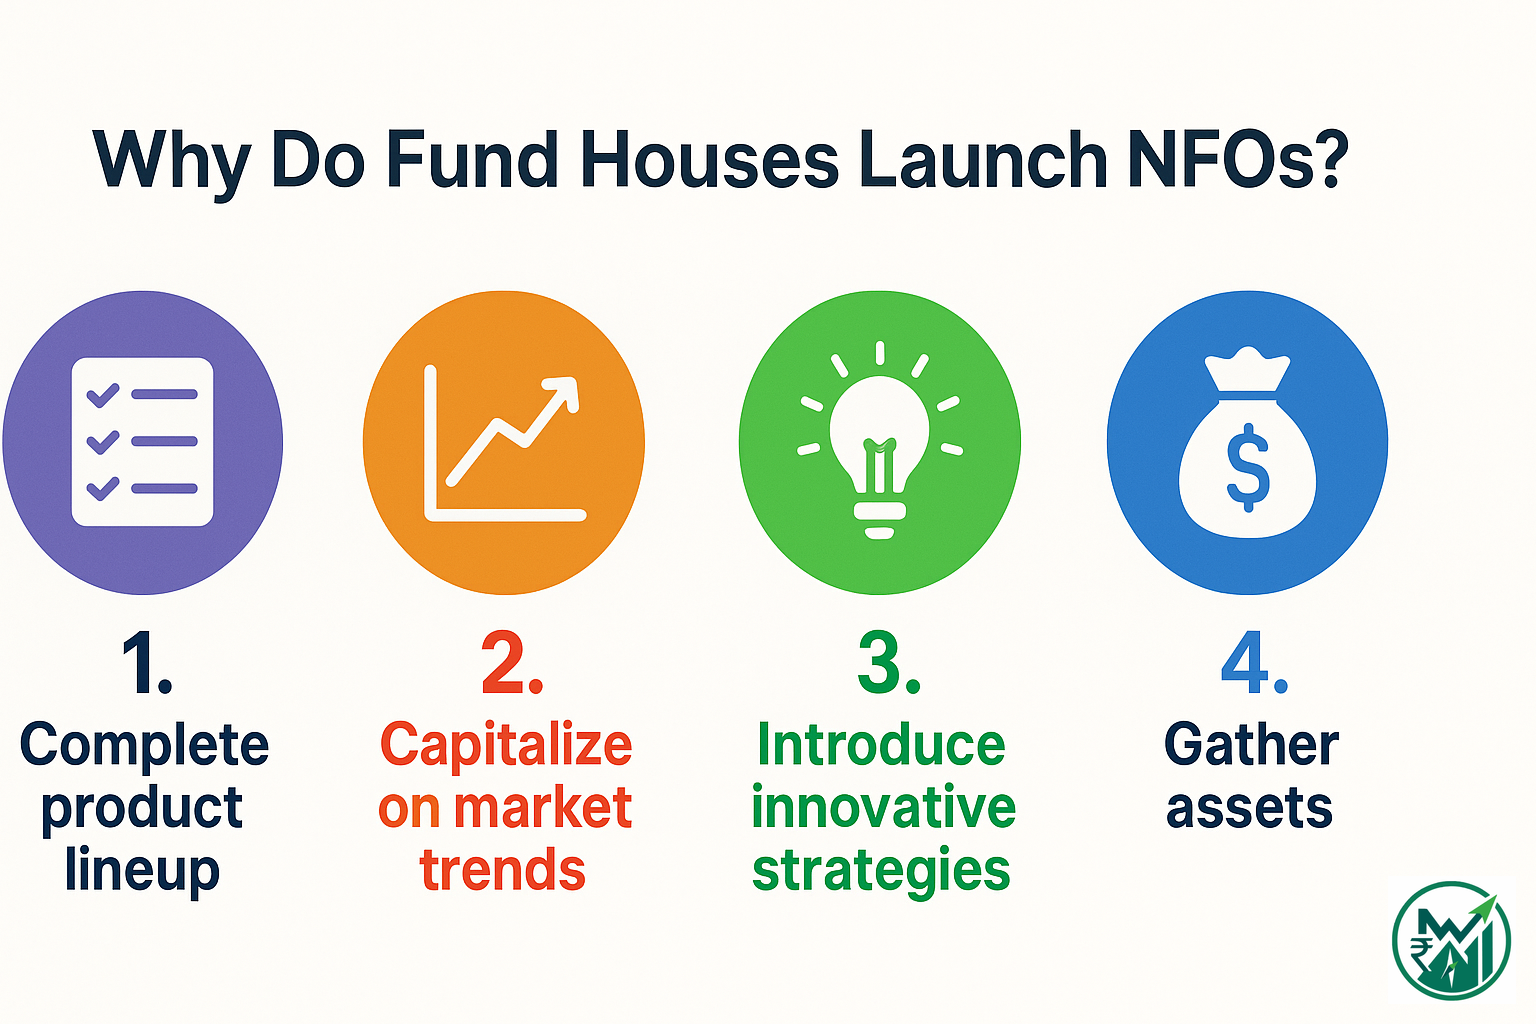 Why Do Fund Houses Launch NFOs?
$
1.
Complete
product
lineup
2.
Capitalize
on market
trends
3.
Introduce
innovative
strategies
4.
Gather
assets
₹